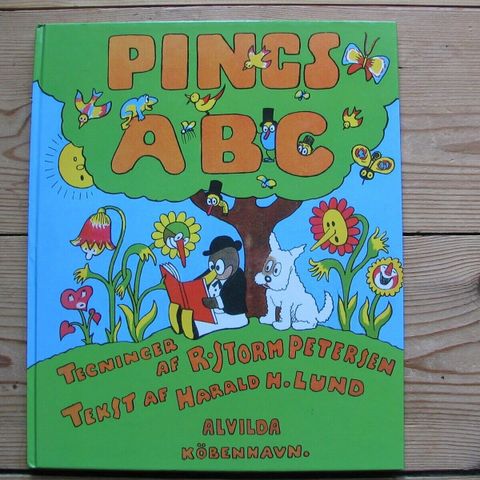 PINGS
ABC
TEGNINGER
AF R. STORM PETERSEN
TEKST AF HARALD H. LUND
ALVILDA
KÖBENHAVN.